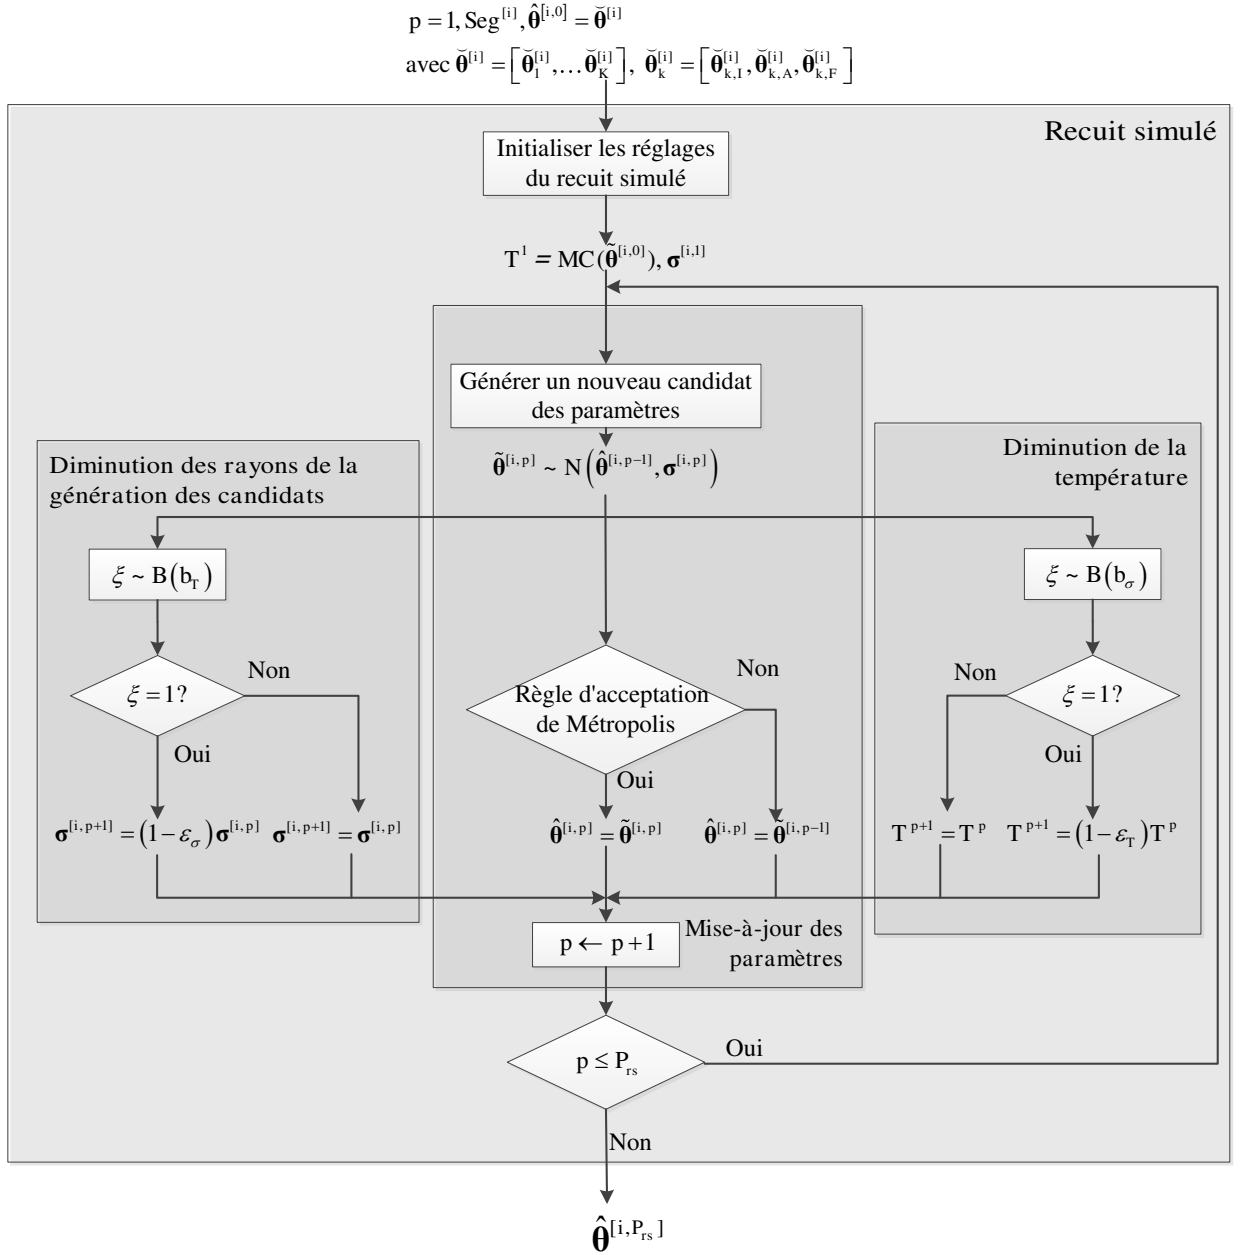 p = 1, Seg^[i], θ̂^[i,0] = θ̆^[i]
avec θ̆^[i] = [θ̆_1^[i],…θ̆_K^[i]], θ̆_k^[i] = [θ̆_k,I^[i], θ̆_k,A^[i], θ̆_k,F^[i]]
Recuit simulé
Initialiser les réglages
du recuit simulé
T^1 = MC(θ̃^[i,0]), σ^[i,1]
Générer un nouveau candidat
des paramètres
θ̃^[i,p] ~ N(θ̂^[i,p−1], σ^[i,p])
Diminution des rayons de la
génération des candidats
ξ ~ B(b_T)
ξ = 1?
Non
Oui
σ^[i,p+1] = (1−ε_σ)σ^[i,p]
σ^[i,p+1] = σ^[i,p]
Règle d'acceptation
de Métropolis
Non
Oui
θ̂^[i,p] = θ̃^[i,p]
θ̂^[i,p] = θ̃^[i,p−1]
Diminution de la
température
ξ ~ B(b_σ)
ξ = 1?
Non
Oui
T^p+1 = T^p
T^p+1 = (1−ε_T)T^p
p ← p+1
Mise-à-jour des
paramètres
p ≤ P_rs
Oui
Non
θ̂^[i,P_rs]